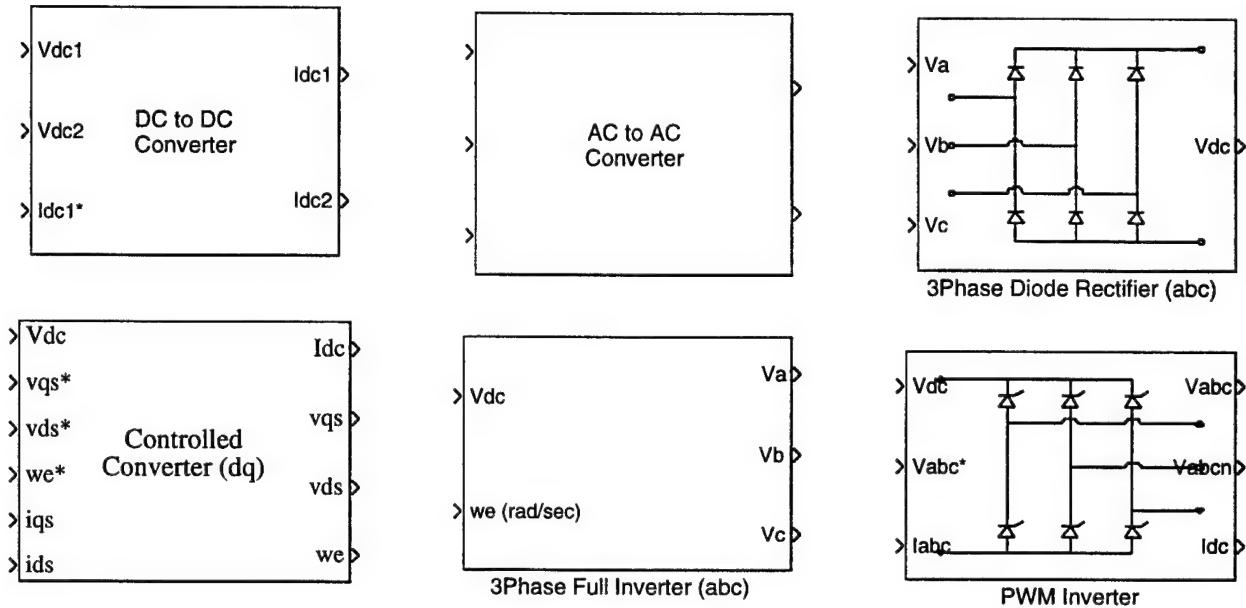 Vdc1
Vdc2
Idc1*
DC to DC
Converter
Idc1
Idc2
AC to AC
Converter
Va
Vb
Vc
Vdc
3Phase Diode Rectifier (abc)
Vdc
vqs*
vds*
we*
iqs
ids
Controlled
Converter (dq)
Idc
vqs
vds
we
Vdc
we (rad/sec)
Va
Vb
Vc
3Phase Full Inverter (abc)
Vdc
Vabc*
Iabc
Vabc
Vabcn
Idc
PWM Inverter